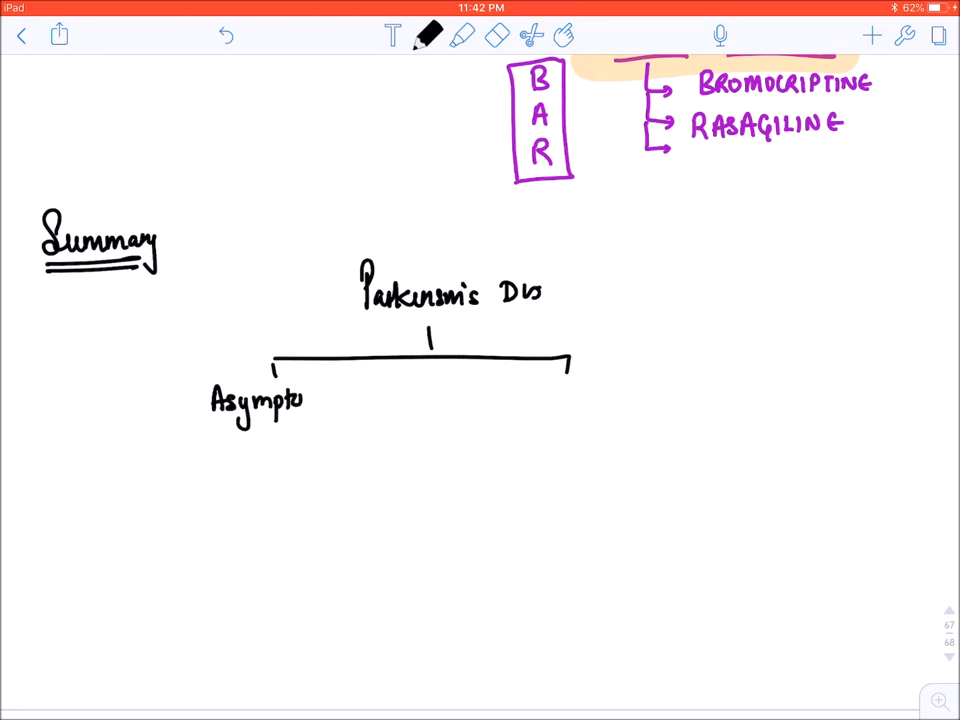 iPad 11:42 PM 62%
T
B
A
R
BROMOCRIPTINE
RASAGILINE
Summary
Parkinson's Dis
Asympto
67
68